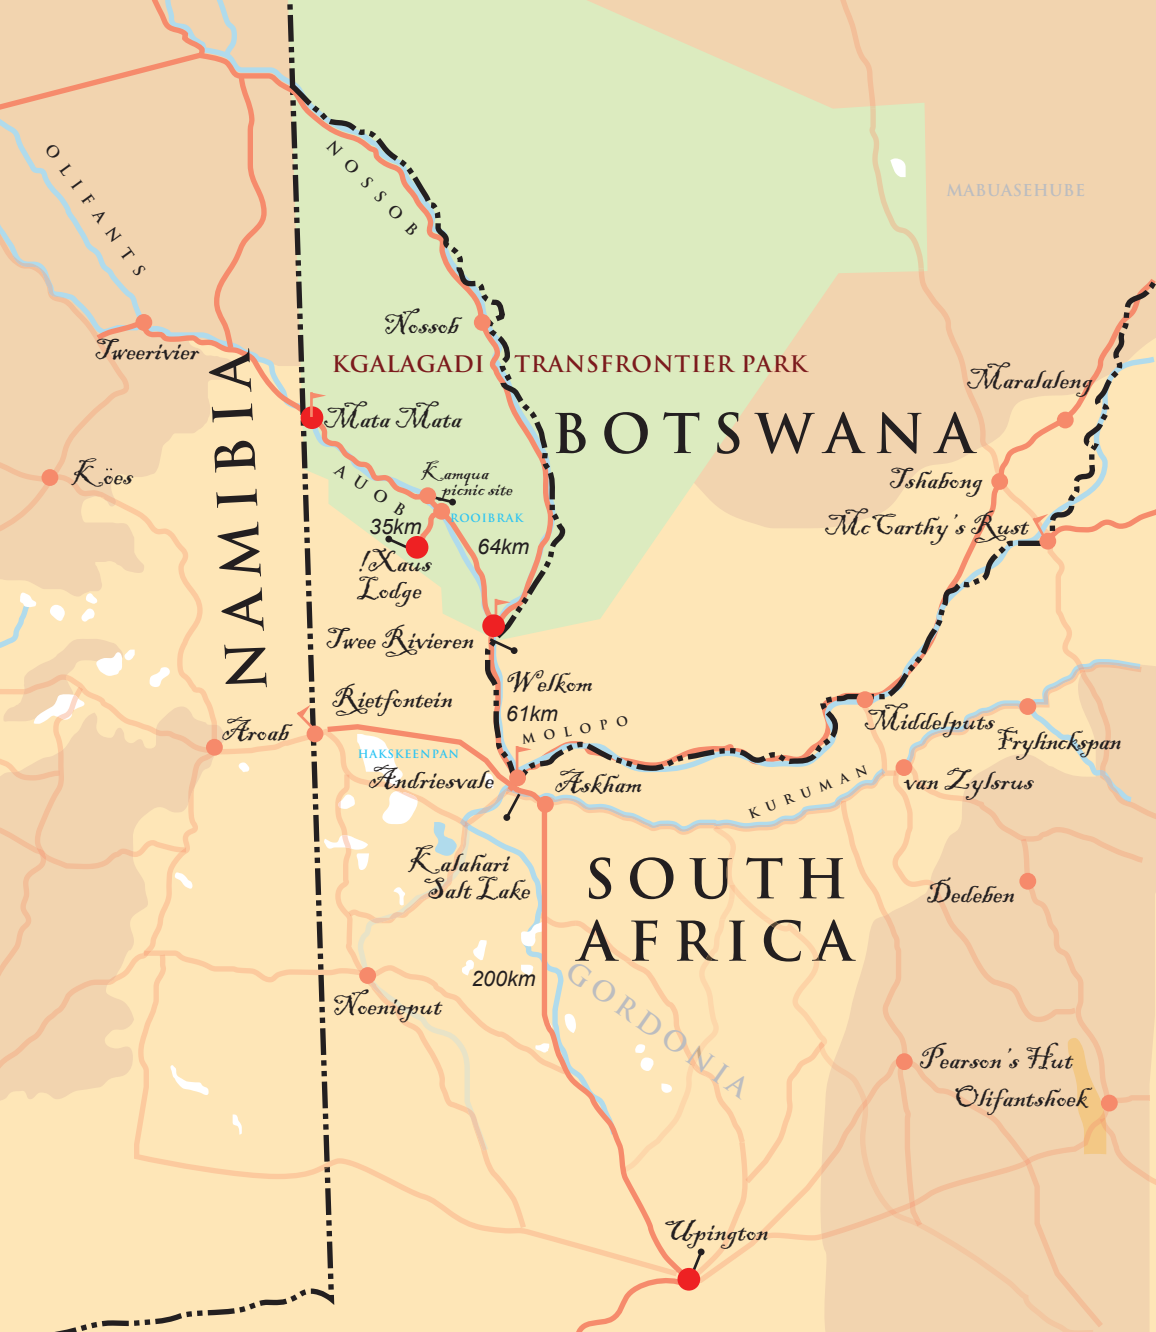 OLIFANTS
NOSSOB
MABUASEHUBE
Nossob
Tweerivier
KGALAGADI TRANSFRONTIER PARK
Maralaleng
NAMIBIA
Mata Mata
BOTSWANA
Köes
AUOB
Kamqua
picnic site
Tshabong
ROOIBRAK
35km
McCarthy's Rust
64km
!Xaus
Lodge
Twee Rivieren
Welkom
Rietfontein
61km
MOLOPO
Middelputs
Aroab
Frylinckspan
HAKSKEENPAN
Andriesvale
Askham
van Zylsrus
KURUMAN
Kalahari
Salt Lake
SOUTH
AFRICA
Dedeben
200km
GORDONIA
Noenieput
Pearson's Hut
Olifantshoek
Upington